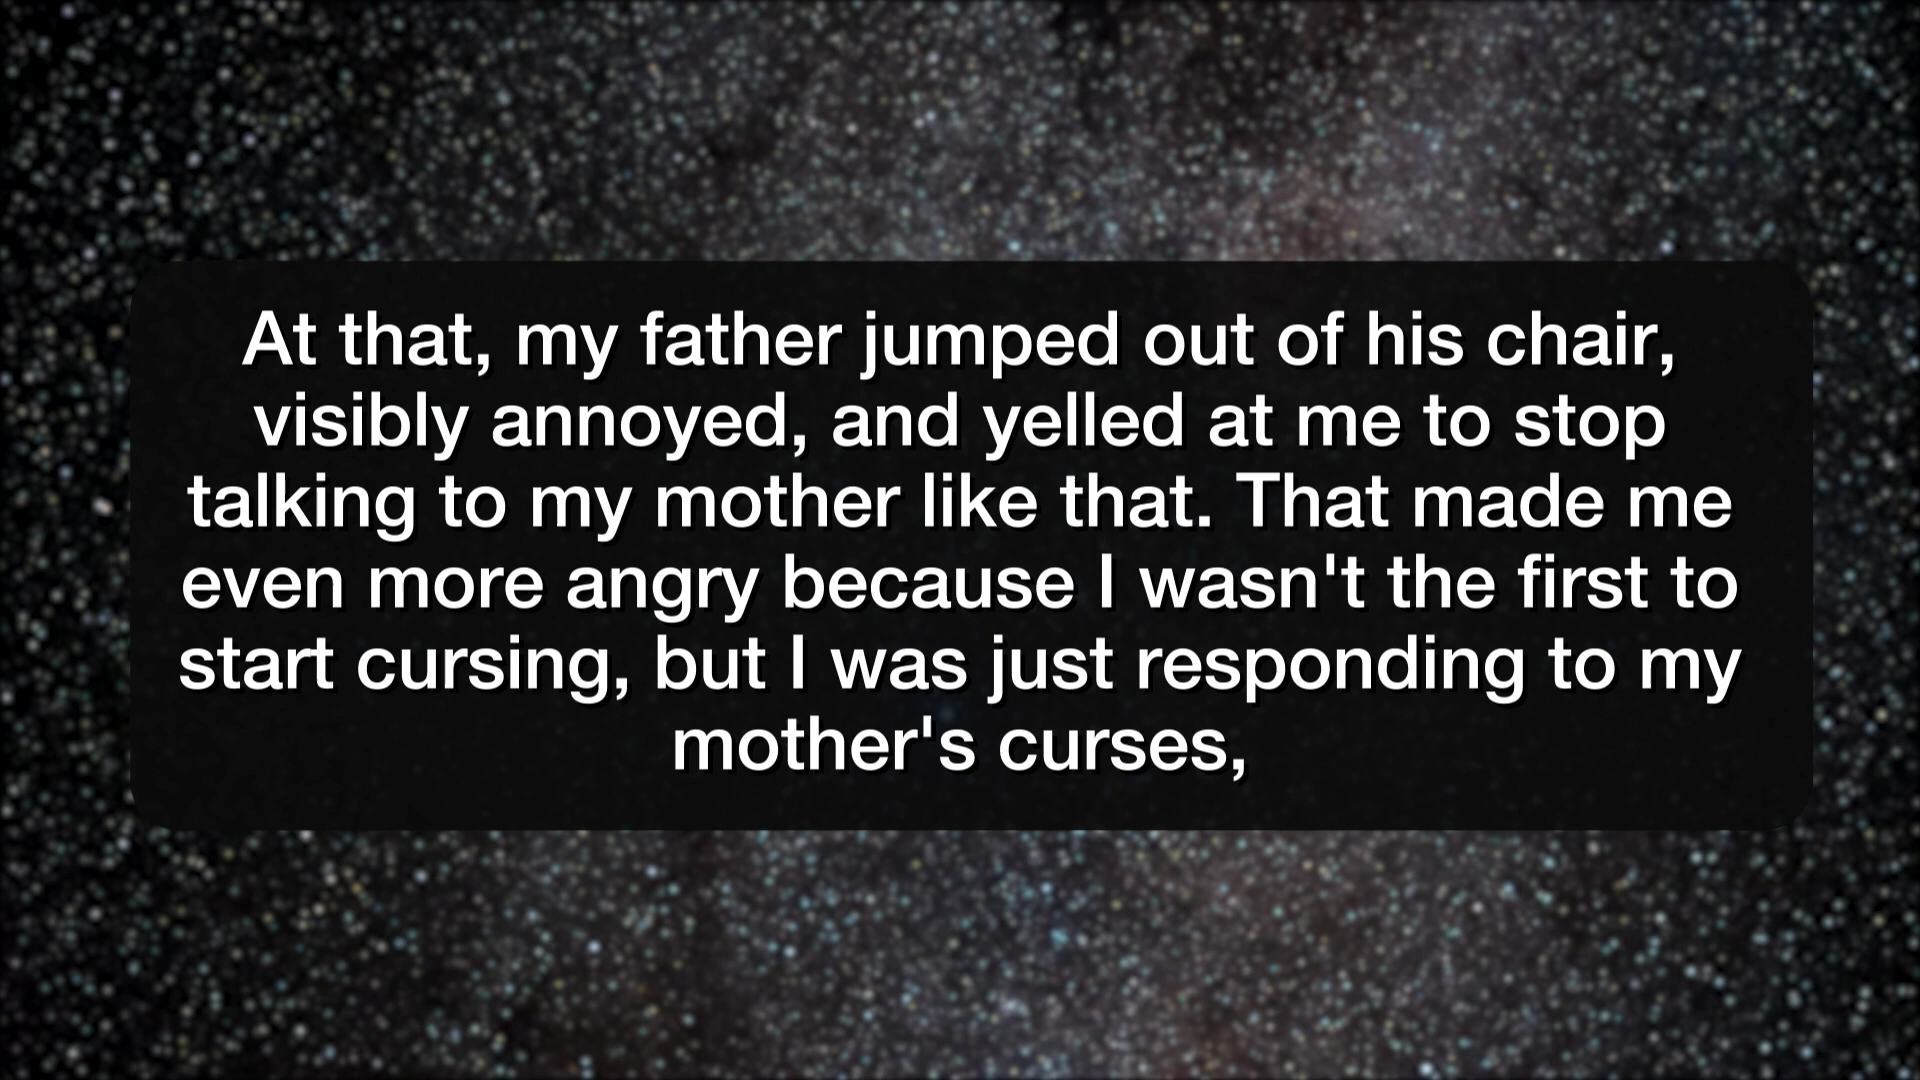 At that, my father jumped out of his chair,
visibly annoyed, and yelled at me to stop
talking to my mother like that. That made me
even more angry because I wasn't the first to
start cursing, but I was just responding to my
mother's curses,